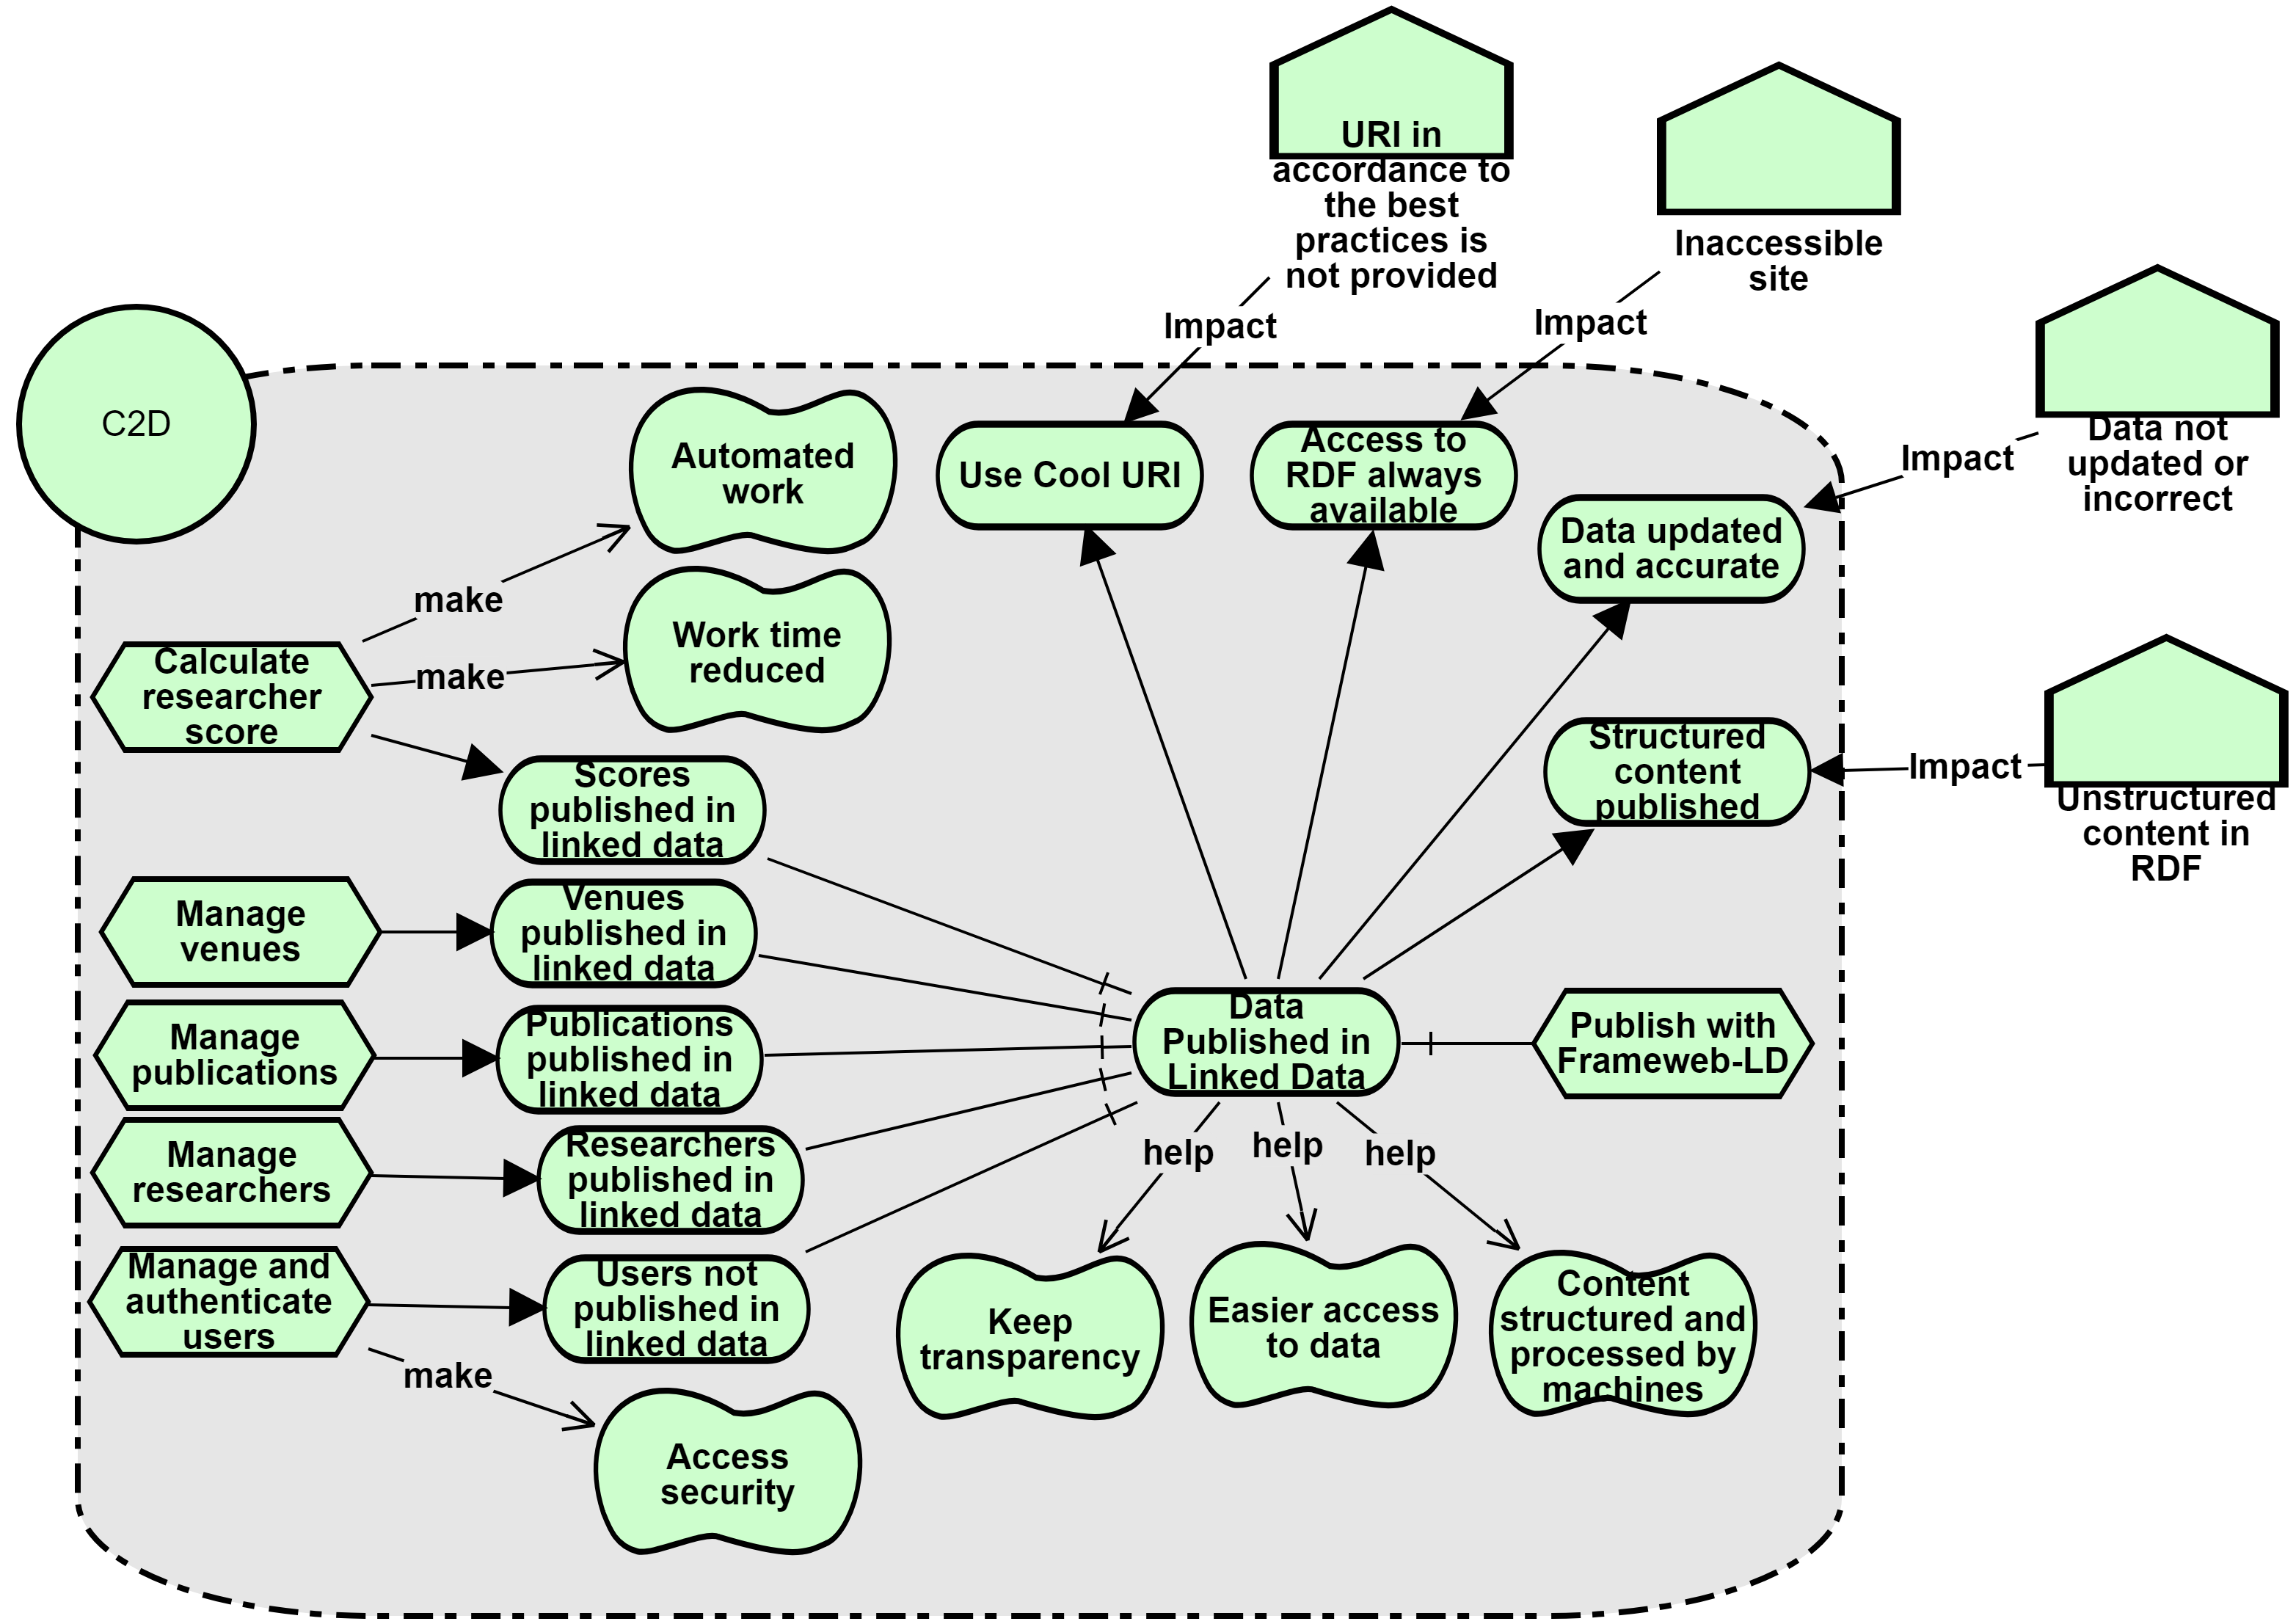 URI in
accordance to
the best
practices is
not provided
Inaccessible
site
Impact
Impact
Data not
updated or
incorrect
Impact
C2D
Automated
work
Use Cool URI
Access to
RDF always
available
Data updated
and accurate
make
Work time
reduced
make
Calculate
researcher
score
Structured
content
published
Impact
Unstructured
content in
RDF
Scores
published in
linked data
Manage
venues
Venues
published in
linked data
Manage
publications
Publications
published in
linked data
Data
Published in
Linked Data
Publish with
Frameweb-LD
Manage
researchers
Researchers
published in
linked data
help
help
help
Manage and
authenticate
users
Users not
published in
linked data
Keep
transparency
Easier access
to data
Content
structured and
processed by
machines
make
Access
security